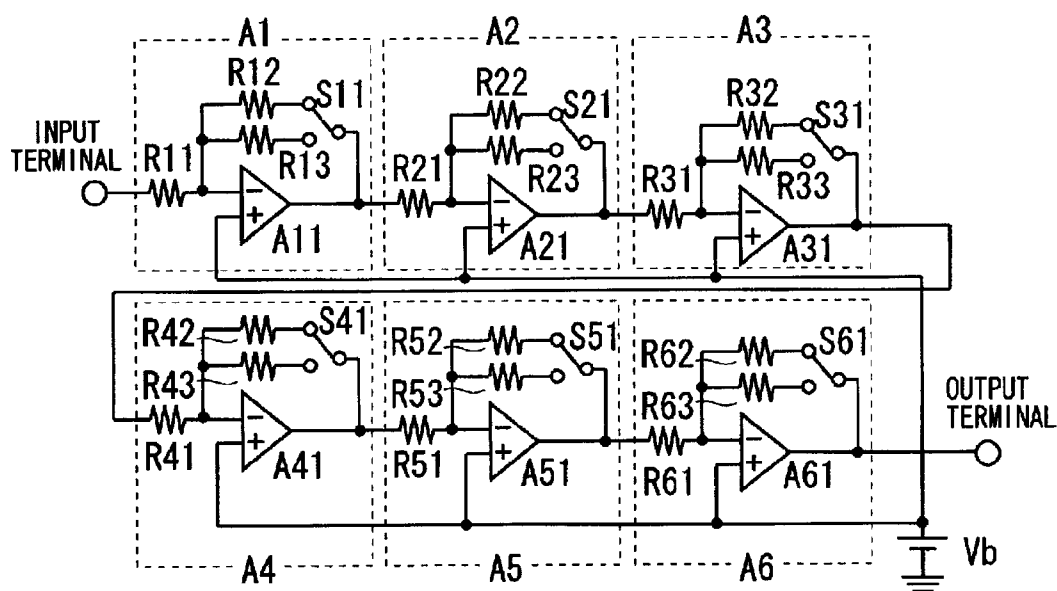 A1
A2
A3
R12
S11
R22
S21
R32
S31
INPUT
TERMINAL
R11
R13
R21
R23
R31
R33
−
+
A11
−
+
A21
−
+
A31
R42
S41
R52
S51
R62
S61
R43
R53
R63
OUTPUT
TERMINAL
−
+
R41
A41
−
+
R51
A51
−
+
R61
A61
Vb
A4
A5
A6